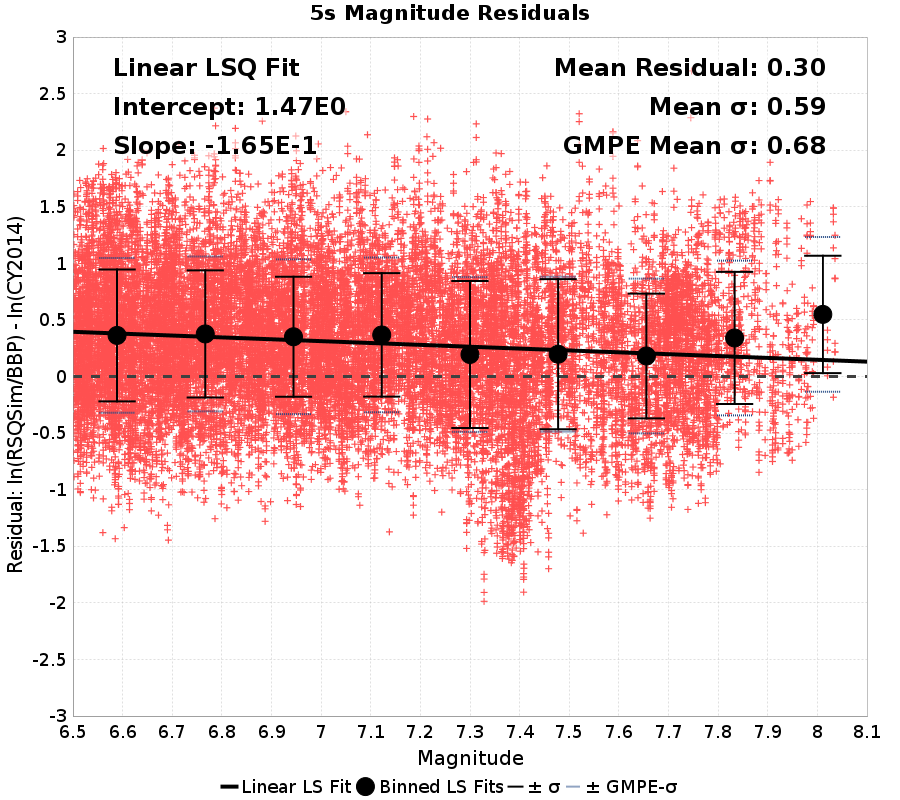 5s Magnitude Residuals
Linear LSQ Fit
Intercept: 1.47E0
Slope: -1.65E-1
Mean Residual: 0.30
Mean σ: 0.59
GMPE Mean σ: 0.68
Residual: ln(RSQSim/BBP) - ln(CY2014)
3
2.5
2
1.5
1
0.5
0
-0.5
-1
-1.5
-2
-2.5
-3
6.5 6.6 6.7 6.8 6.9 7 7.1 7.2 7.3 7.4 7.5 7.6 7.7 7.8 7.9 8 8.1
Magnitude
Linear LS Fit Binned LS Fits ± σ ± GMPE-σ